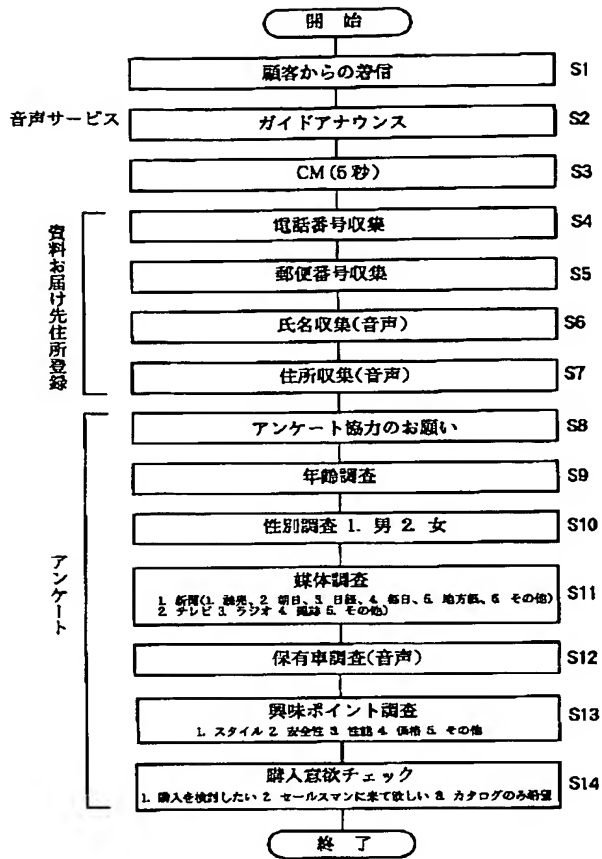 開 始
顧客からの着信 S1
音声サービス ガイドアナウンス S2
CM(5秒) S3
資料お届け先住所登録
電話番号収集 S4
郵便番号収集 S5
氏名収集(音声) S6
住所収集(音声) S7
アンケート
アンケート協力のお願い S8
年齢調査 S9
性別調査 1. 男 2. 女 S10
媒体調査 S11
1. 新聞(1. 読売、2. 朝日、3. 日経、4. 毎日、5. 地方紙、6. その他)
2. テレビ 3. ラジオ 4. 雑誌 5. その他)
保有車調査(音声) S12
興味ポイント調査 S13
1. スタイル 2. 安全性 3. 性能 4. 価格 5. その他
購入意欲チェック S14
1. 購入を検討したい 2. セールスマンに来て欲しい 3. カタログのみ希望
終 了